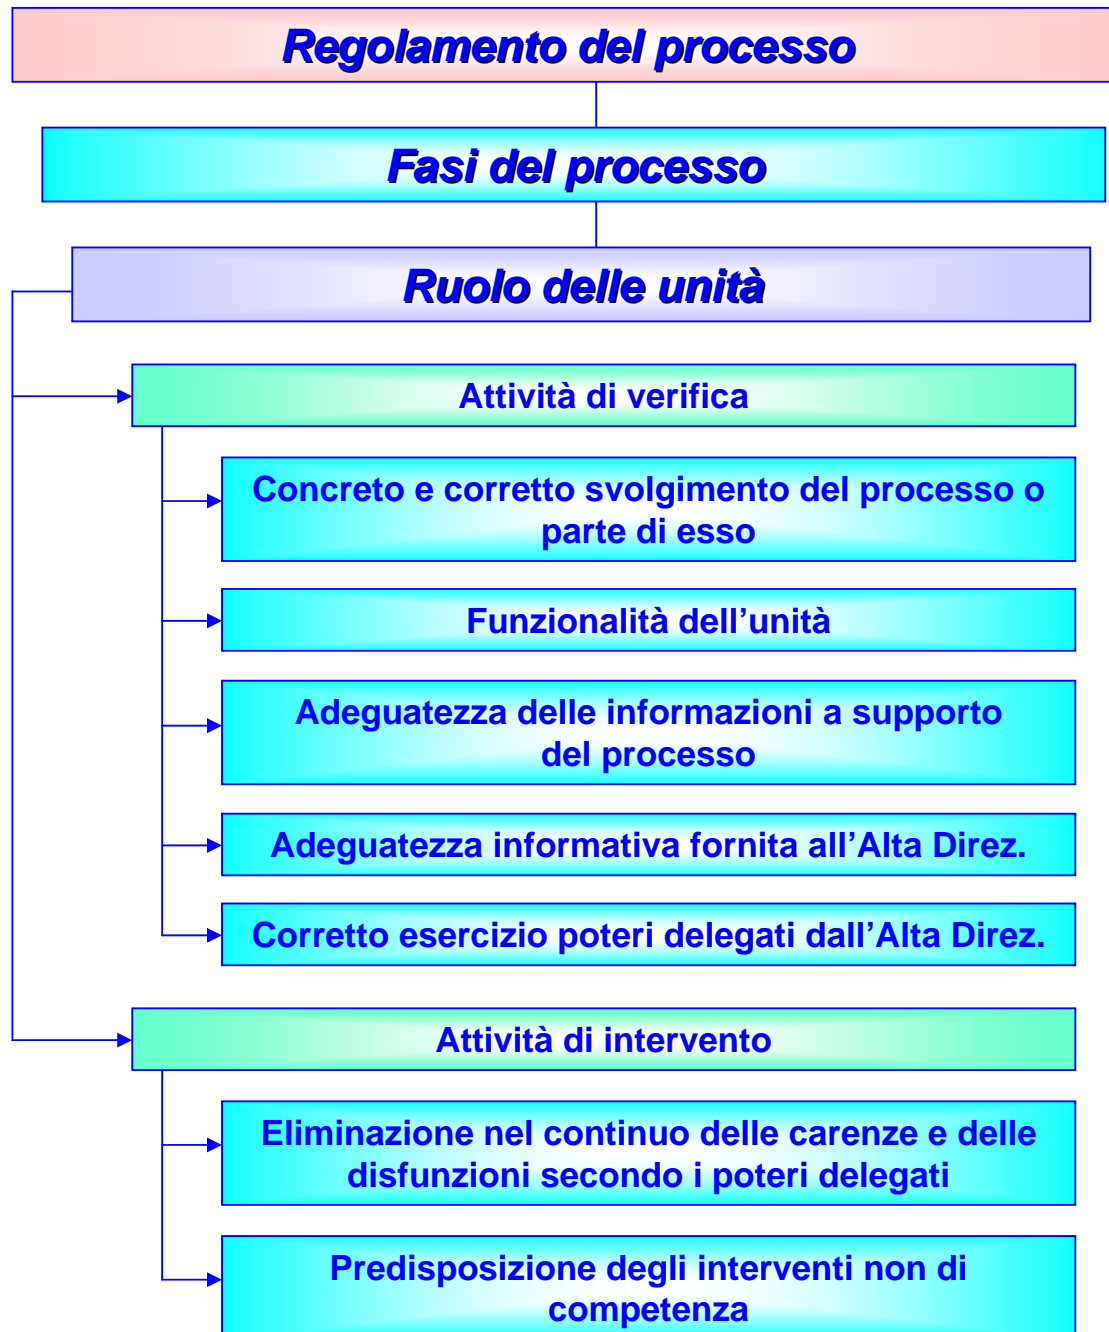 Regolamento del processo
Fasi del processo
Ruolo delle unità
Attività di verifica
Concreto e corretto svolgimento del processo o
parte di esso
Funzionalità dell’unità
Adeguatezza delle informazioni a supporto
del processo
Adeguatezza informativa fornita all’Alta Direz.
Corretto esercizio poteri delegati dall’Alta Direz.
Attività di intervento
Eliminazione nel continuo delle carenze e delle
disfunzioni secondo i poteri delegati
Predisposizione degli interventi non di
competenza